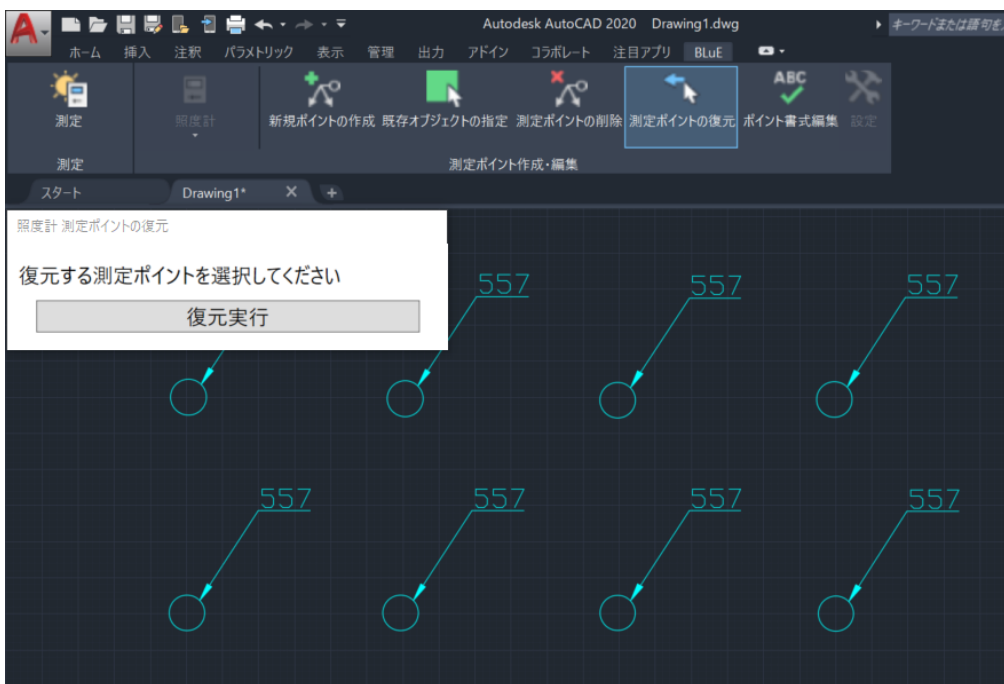 Autodesk AutoCAD 2020 Drawing1.dwg
キーワードまたは語句を
ホーム 挿入 注釈 パラメトリック 表示 管理 出力 アドイン コラボレート 注目アプリ BLuE
ABC
測定 照度計 新規ポイントの作成 既存オブジェクトの指定 測定ポイントの削除 測定ポイントの復元 ポイント書式編集 設定
測定 測定ポイント作成・編集
スタート Drawing1* × +
照度計 測定ポイントの復元
復元する測定ポイントを選択してください
復元実行
557 557 557
557 557 557 557